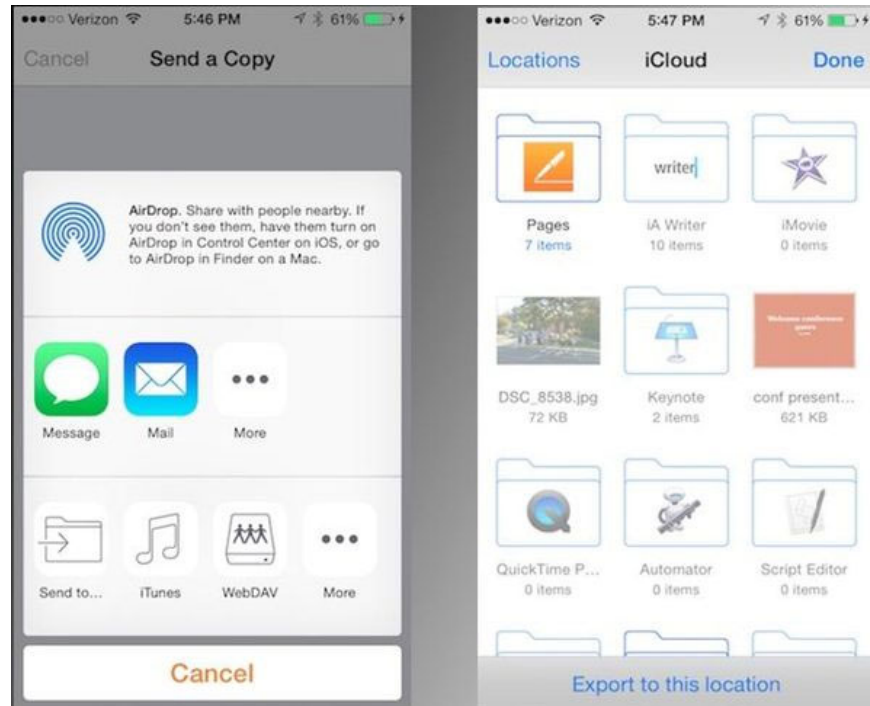 Verizon 5:46 PM 61%
Cancel Send a Copy
AirDrop. Share with people nearby. If
you don't see them, have them turn on
AirDrop in Control Center on iOS, or go
to AirDrop in Finder on a Mac.
Message Mail More
Send to... iTunes WebDAV More
Cancel
Verizon 5:47 PM 61%
Locations iCloud Done
writer
Pages iA Writer iMovie
7 items 10 items 0 items
Welcome conference
DSC_8538.jpg Keynote conf present...
72 KB 2 items 621 KB
QuickTime P... Automator Script Editor
0 items 0 items 0 items
Export to this location